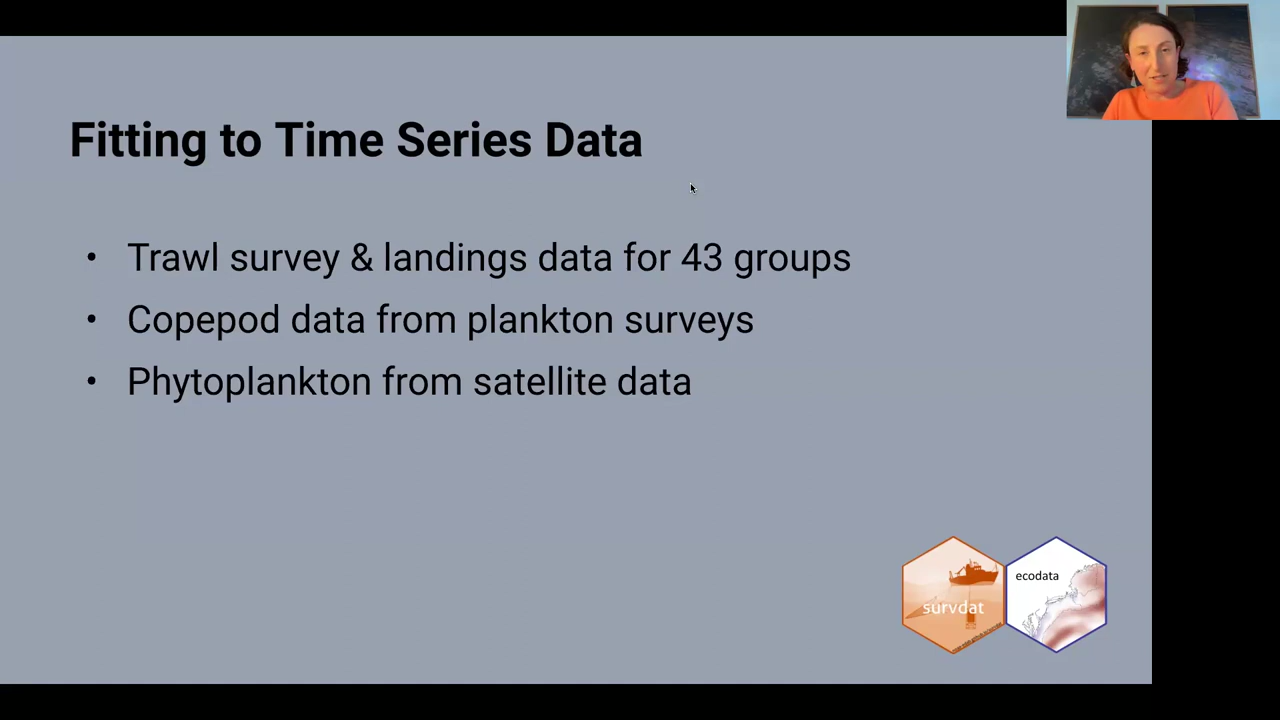 Fitting to Time Series Data
• Trawl survey & landings data for 43 groups
• Copepod data from plankton surveys
• Phytoplankton from satellite data
survdat
ecodata